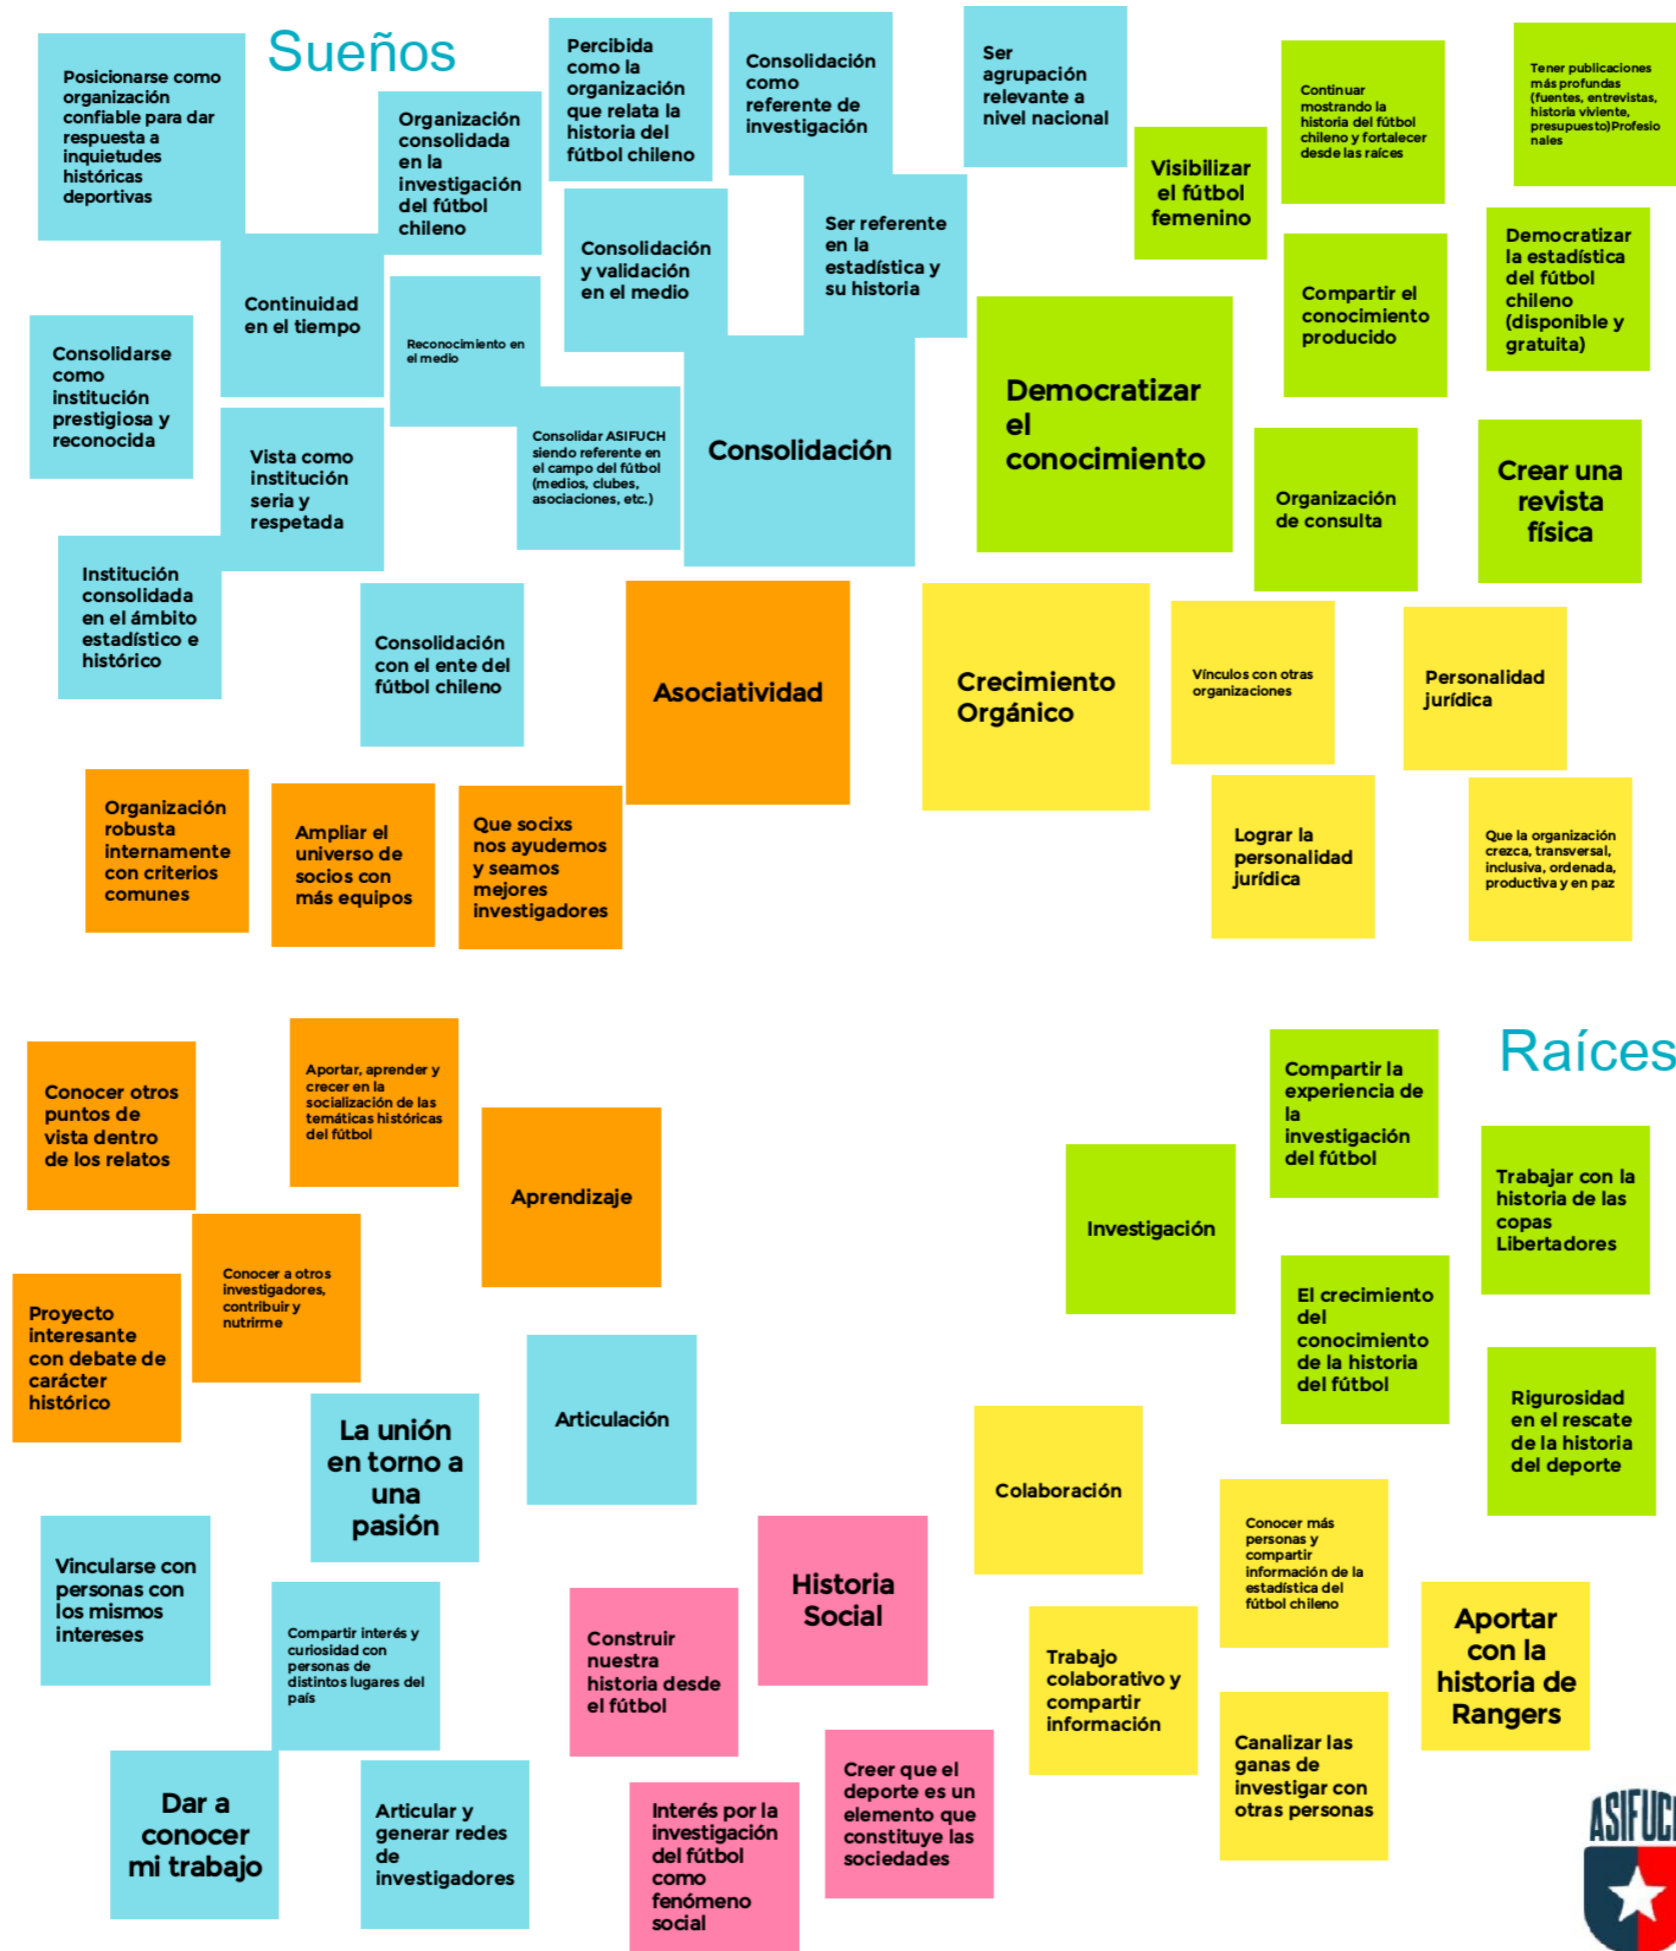 Sueños
Posicionarse como
organización
confiable para dar
respuesta a
inquietudes
históricas
deportivas
Organización
consolidada
en la
investigación
del fútbol
chileno
Percibida
como la
organización
que relata la
historia del
fútbol chileno
Consolidación
como
referente de
investigación
Ser
agrupación
relevante a
nivel nacional
Continuidad
en el tiempo
Consolidación
y validación
en el medio
Ser referente
en la
estadística y
su historia
Consolidarse
como
institución
prestigiosa y
reconocida
Reconocimiento en
el medio
Vista como
institución
seria y
respetada
Consolidar ASIFUCH
siendo referente en
el campo del fútbol
(medios, clubes,
asociaciones, etc.)
Consolidación
Institución
consolidada
en el ámbito
estadístico e
histórico
Consolidación
con el ente del
fútbol chileno
Visibilizar
el fútbol
femenino
Continuar
mostrando la
historia del fútbol
chileno y fortalecer
desde las raíces
Tener publicaciones
más profundas
(fuentes, entrevistas,
historia viviente,
presupuesto)Profesio
nales
Compartir el
conocimiento
producido
Democratizar
la estadística
del fútbol
chileno
(disponible y
gratuita)
Democratizar
el
conocimiento
Organización
de consulta
Crear una
revista
física
Asociatividad
Organización
robusta
internamente
con criterios
comunes
Ampliar el
universo de
socios con
más equipos
Que socixs
nos ayudemos
y seamos
mejores
investigadores
Crecimiento
Orgánico
Vínculos con otras
organizaciones
Personalidad
jurídica
Lograr la
personalidad
jurídica
Que la organización
crezca, transversal,
inclusiva, ordenada,
productiva y en paz
Raíces
Conocer otros
puntos de
vista dentro
de los relatos
Aportar, aprender y
crecer en la
socialización de las
temáticas históricas
del fútbol
Aprendizaje
Conocer a otros
investigadores,
contribuir y
nutrirme
Proyecto
interesante
con debate de
carácter
histórico
La unión
en torno a
una
pasión
Articulación
Vincularse con
personas con
los mismos
intereses
Compartir interés y
curiosidad con
personas de
distintos lugares del
país
Dar a
conocer
mi trabajo
Articular y
generar redes
de
investigadores
Historia
Social
Construir
nuestra
historia desde
el fútbol
Interés por la
investigación
del fútbol
como
fenómeno
social
Creer que el
deporte es un
elemento que
constituye las
sociedades
Investigación
Compartir la
experiencia de
la
investigación
del fútbol
Trabajar con la
historia de las
copas
Libertadores
El crecimiento
del
conocimiento
de la historia
del fútbol
Rigurosidad
en el rescate
de la historia
del deporte
Colaboración
Conocer más
personas y
compartir
información de la
estadística del
fútbol chileno
Trabajo
colaborativo y
compartir
información
Aportar
con la
historia de
Rangers
Canalizar las
ganas de
investigar con
otras personas
ASIFUCH